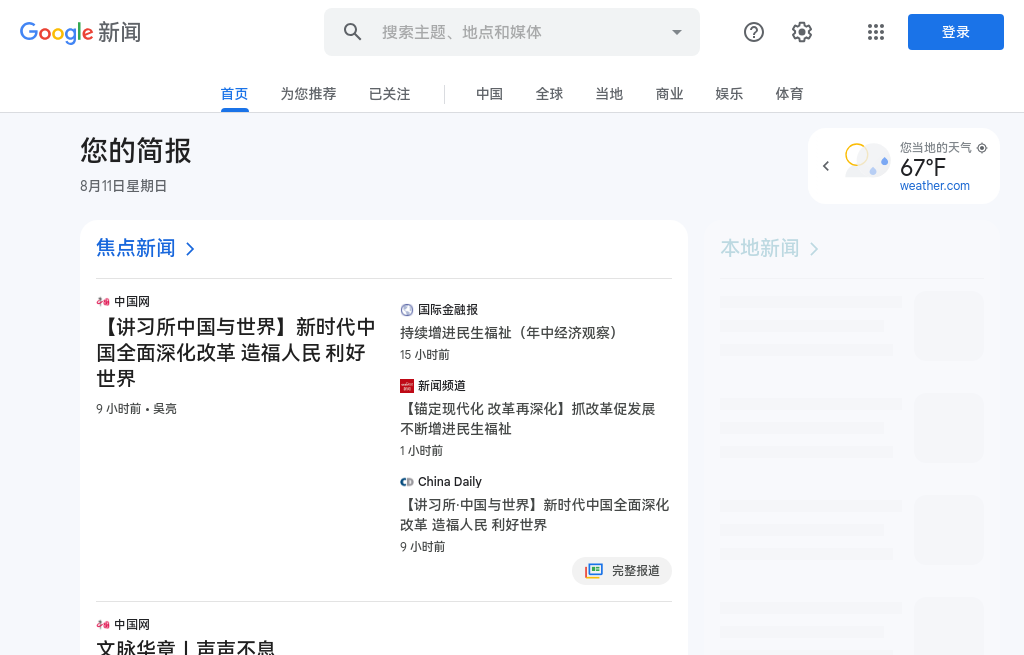 Google 新闻
搜索主题、地点和媒体
登录
首页
为您推荐
已关注
中国
全球
当地
商业
娱乐
体育
您的简报
8月11日星期日
您当地的天气
67°F
weather.com
焦点新闻
中国网
【讲习所中国与世界】新时代中
国全面深化改革 造福人民 利好
世界
9 小时前 • 吳亮
国际金融报
持续增进民生福祉（年中经济观察）
15 小时前
新闻频道
【锚定现代化 改革再深化】抓改革促发展
不断增进民生福祉
1 小时前
China Daily
【讲习所·中国与世界】新时代中国全面深化
改革 造福人民 利好世界
9 小时前
完整报道
中国网
文脉华章丨声声不息
本地新闻